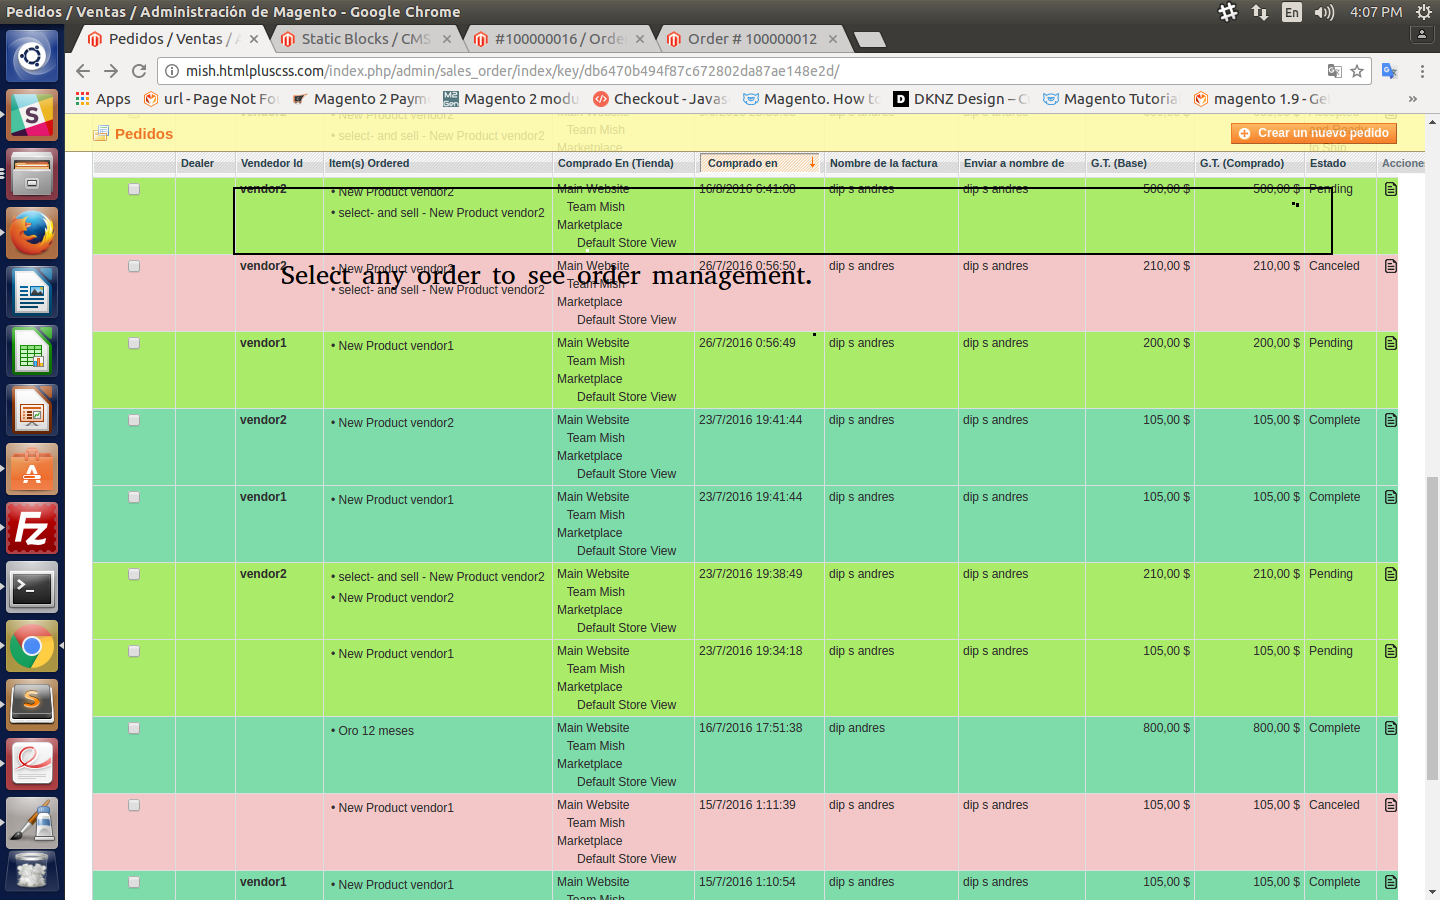 Pedidos / Ventas / Administración de Magento - Google Chrome
En
4:07 PM
Pedidos / Ventas / A
Static Blocks / CMS
#100000016 / Orde
Order # 100000012
mish.htmlpluscss.com/index.php/admin/sales_order/index/key/db6470b494f87c672802da87ae148e2d/
Apps
url - Page Not Fou
Magento 2 Payme
Magento 2 modu
Checkout - Javas
Magento. How to
DKNZ Design – C
Magento Tutorial
magento 1.9 - Ge
»
Pedidos
Crear un nuevo pedido
• select- and sell - New Product vendor2
Team Mish
Marketplace
Dealer
Vendedor Id
Item(s) Ordered
Comprado En (Tienda)
Comprado en
Nombre de la factura
Enviar a nombre de
G.T. (Base)
G.T. (Comprado)
Estado
Accione
vendor2
• New Product vendor2
• select- and sell - New Product vendor2
Main Website
Team Mish
Marketplace
Default Store View
16/8/2016 6:41:08
dip s andres
dip s andres
500,00 $
500,00 $
Pending
Select any order to see order management.
vendor2
• New Product vendor2
• select- and sell - New Product vendor2
Main Website
Team Mish
Marketplace
Default Store View
26/7/2016 0:56:50
dip s andres
dip s andres
210,00 $
210,00 $
Canceled
vendor1
• New Product vendor1
Main Website
Team Mish
Marketplace
Default Store View
26/7/2016 0:56:49
dip s andres
dip s andres
200,00 $
200,00 $
Pending
vendor2
• New Product vendor2
Main Website
Team Mish
Marketplace
Default Store View
23/7/2016 19:41:44
dip s andres
dip s andres
105,00 $
105,00 $
Complete
vendor1
• New Product vendor1
Main Website
Team Mish
Marketplace
Default Store View
23/7/2016 19:41:44
dip s andres
dip s andres
105,00 $
105,00 $
Complete
vendor2
• select- and sell - New Product vendor2
• New Product vendor2
Main Website
Team Mish
Marketplace
Default Store View
23/7/2016 19:38:49
dip s andres
dip s andres
210,00 $
210,00 $
Pending
• New Product vendor1
Main Website
Team Mish
Marketplace
Default Store View
23/7/2016 19:34:18
dip s andres
dip s andres
105,00 $
105,00 $
Pending
• Oro 12 meses
Main Website
Team Mish
Marketplace
Default Store View
16/7/2016 17:51:38
dip andres
800,00 $
800,00 $
Complete
• New Product vendor1
Main Website
Team Mish
Marketplace
Default Store View
15/7/2016 1:11:39
dip s andres
dip s andres
105,00 $
105,00 $
Canceled
vendor1
• New Product vendor1
Main Website
Team Mish
15/7/2016 1:10:54
dip s andres
dip s andres
105,00 $
105,00 $
Complete